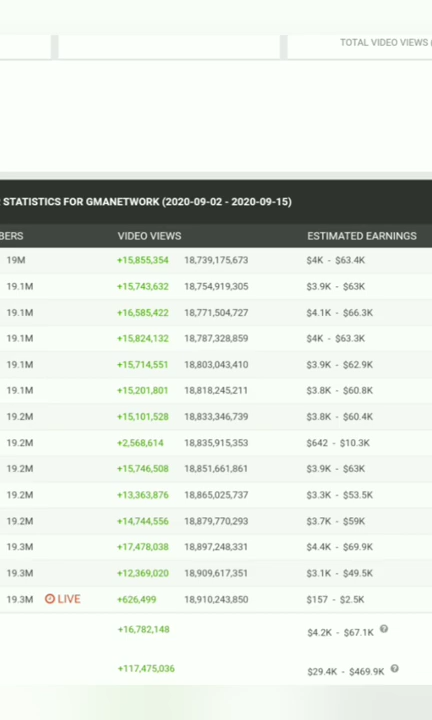 TOTAL VIDEO VIEWS
STATISTICS FOR GMANETWORK (2020-09-02 - 2020-09-15)
BERS VIDEO VIEWS ESTIMATED EARNINGS
19M +15,855,354 18,739,175,673 $4K - $63.4K
19.1M +15,743,632 18,754,919,305 $3.9K - $63K
19.1M +16,585,422 18,771,504,727 $4.1K - $66.3K
19.1M +15,824,132 18,787,328,859 $4K - $63.3K
19.1M +15,714,551 18,803,043,410 $3.9K - $62.9K
19.1M +15,201,801 18,818,245,211 $3.8K - $60.8K
19.2M +15,101,528 18,833,346,739 $3.8K - $60.4K
19.2M +2,568,614 18,835,915,353 $642 - $10.3K
19.2M +15,746,508 18,851,661,861 $3.9K - $63K
19.2M +13,363,876 18,865,025,737 $3.3K - $53.5K
19.2M +14,744,556 18,879,770,293 $3.7K - $59K
19.3M +17,478,038 18,897,248,331 $4.4K - $69.9K
19.3M +12,369,020 18,909,617,351 $3.1K - $49.5K
19.3M LIVE +626,499 18,910,243,850 $157 - $2.5K
+16,782,148 $4.2K - $67.1K
+117,475,036 $29.4K - $469.9K